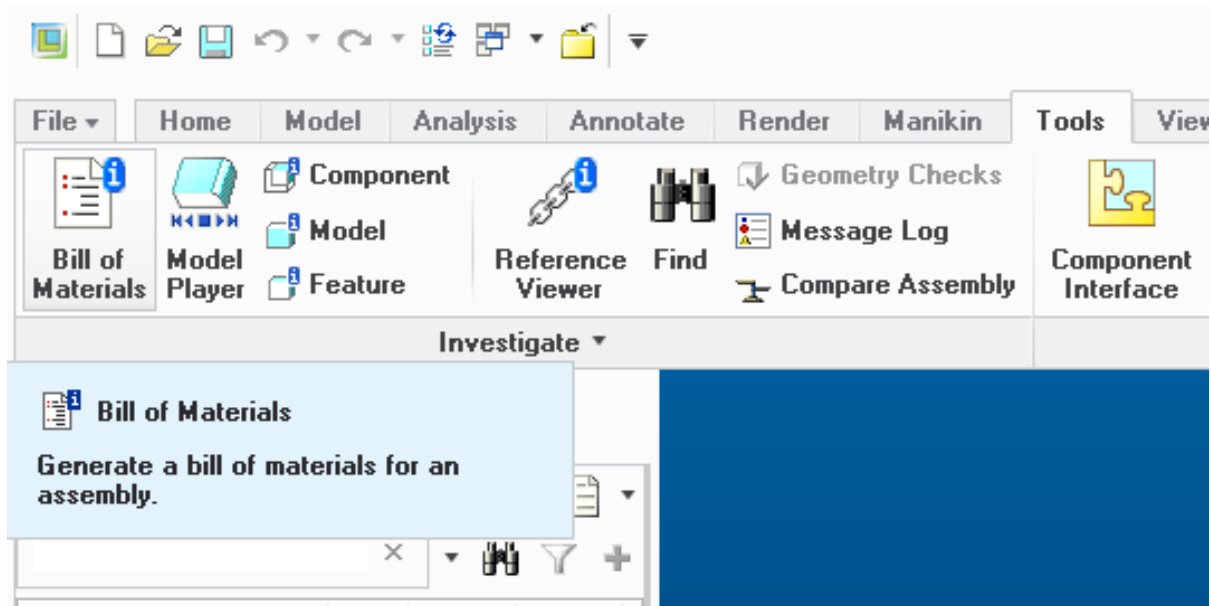 File Home Model Analysis Annotate Render Manikin Tools View
Component
Model
Feature
Geometry Checks
Message Log
Compare Assembly
Bill of
Materials
Model
Player
Reference
Viewer
Find
Component
Interface
Investigate
Bill of Materials
Generate a bill of materials for an
assembly.